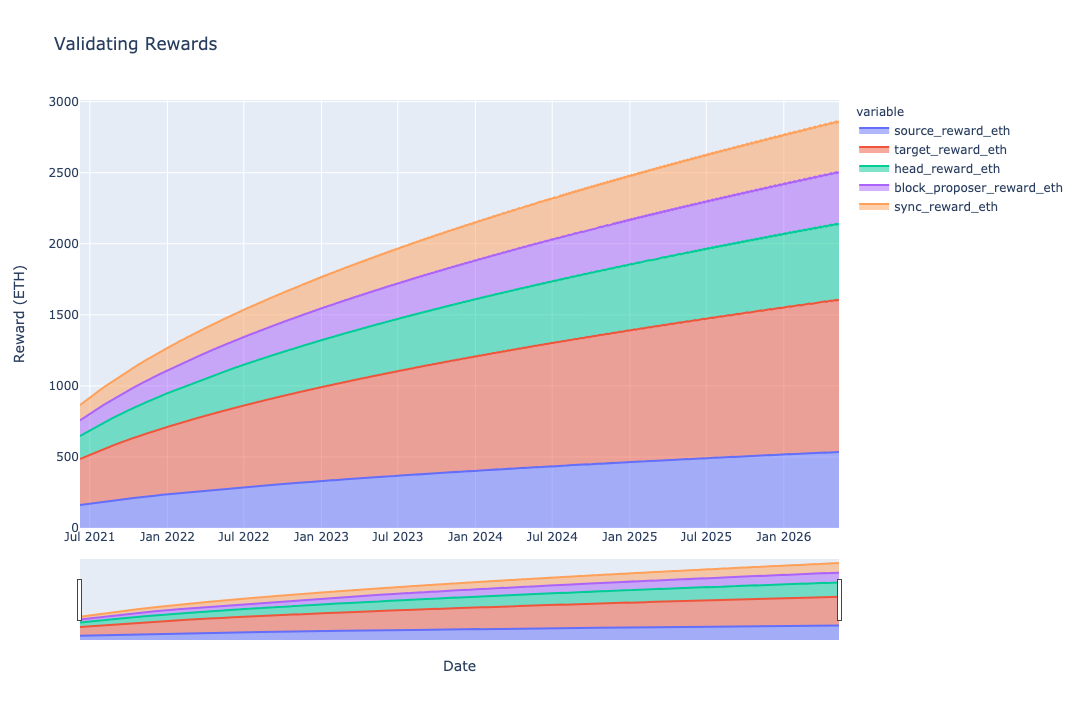 Validating Rewards
3000
2500
2000
1500
1000
500
0
Reward (ETH)
Jul 2021
Jan 2022
Jul 2022
Jan 2023
Jul 2023
Jan 2024
Jul 2024
Jan 2025
Jul 2025
Jan 2026
Date
variable
source_reward_eth
target_reward_eth
head_reward_eth
block_proposer_reward_eth
sync_reward_eth